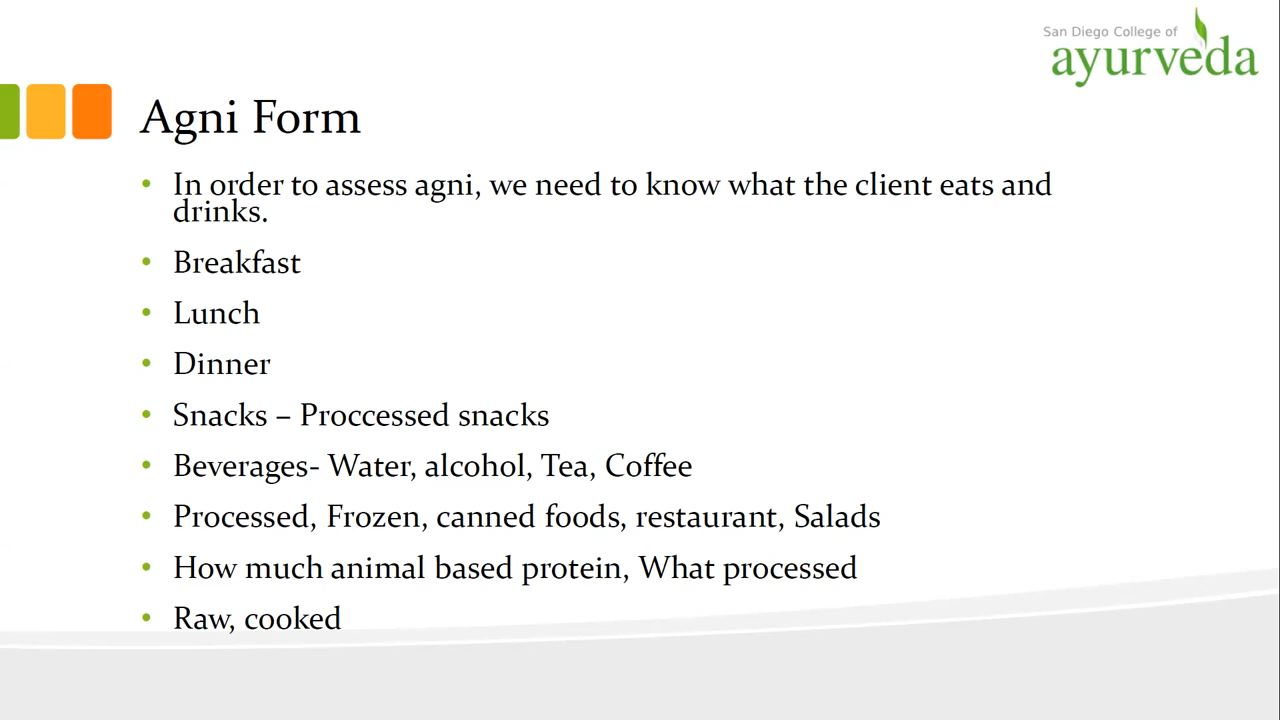 San Diego College of
ayurveda
Agni Form
• In order to assess agni, we need to know what the client eats and
drinks.
• Breakfast
• Lunch
• Dinner
• Snacks – Proccessed snacks
• Beverages- Water, alcohol, Tea, Coffee
• Processed, Frozen, canned foods, restaurant, Salads
• How much animal based protein, What processed
• Raw, cooked